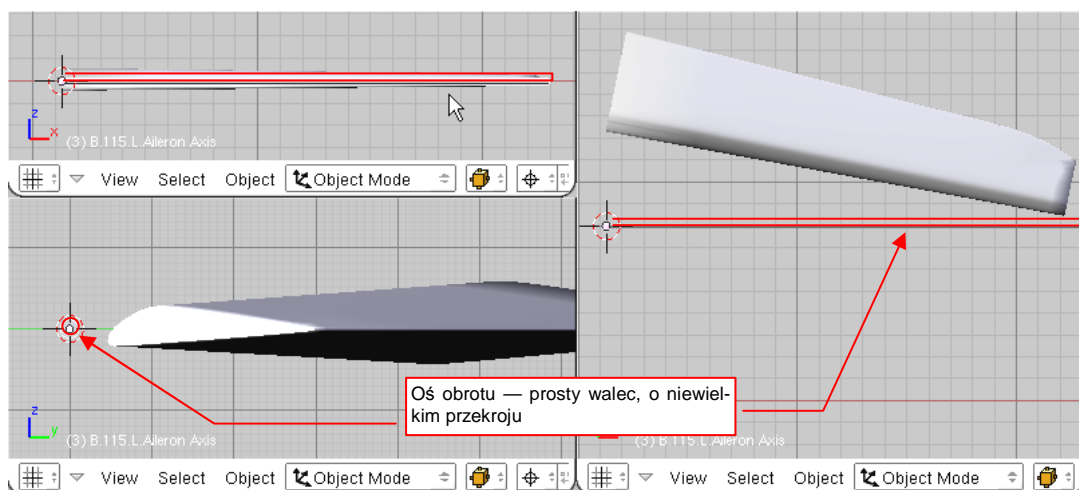 z
x
(3) B.115.L.Aileron Axis
View Select Object Object Mode
Oś obrotu — prosty walec, o niewiel-
kim przekroju
z
y
(3) B.115.L.Aileron Axis
View Select Object Object Mode
(3) B.115.L.Aileron Axis
View Select Object Object Mode